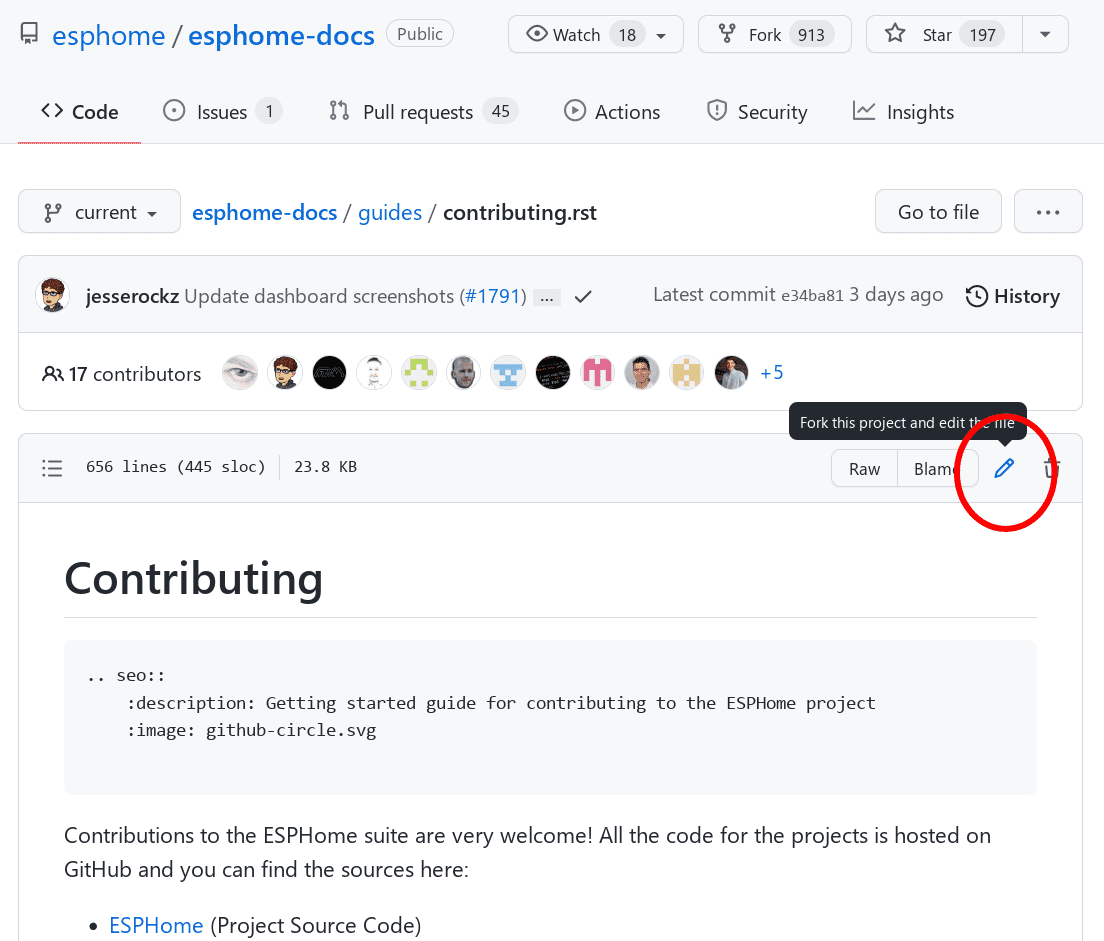 esphome / esphome-docs Public Watch 18 Fork 913 Star 197
Code Issues 1 Pull requests 45 Actions Security Insights
current esphome-docs / guides / contributing.rst Go to file ...
jesserockz Update dashboard screenshots (#1791) ... Latest commit e34ba81 3 days ago History
17 contributors +5
Fork this project and edit the file
656 lines (445 sloc) 23.8 KB Raw Blame
Contributing
.. seo::
:description: Getting started guide for contributing to the ESPHome project
:image: github-circle.svg
Contributions to the ESPHome suite are very welcome! All the code for the projects is hosted on
GitHub and you can find the sources here:
• ESPHome (Project Source Code)